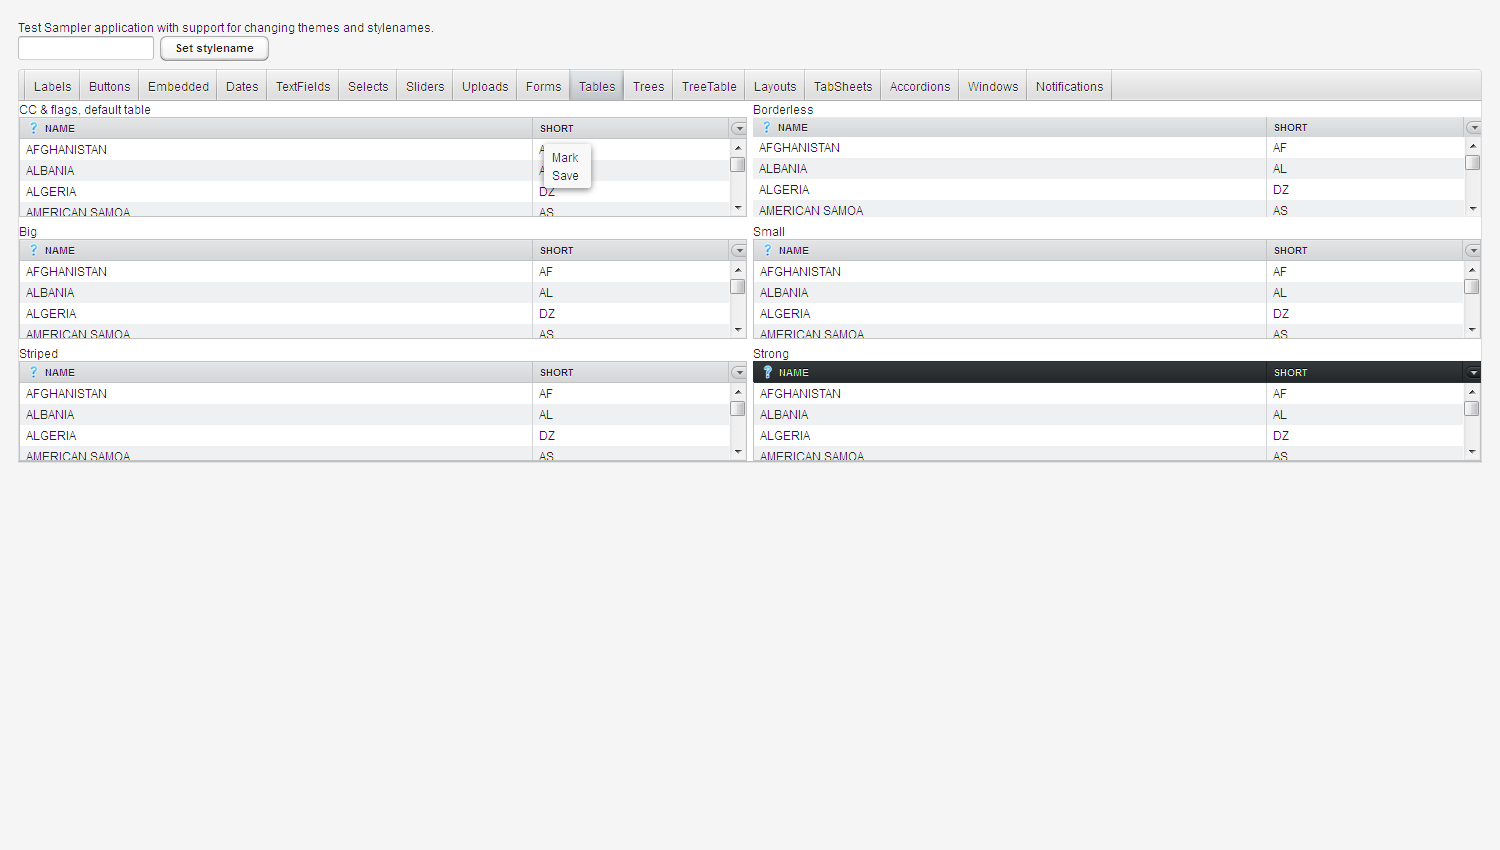 Test Sampler application with support for changing themes and stylenames.
Set stylename
Labels Buttons Embedded Dates TextFields Selects Sliders Uploads Forms Tables Trees TreeTable Layouts TabSheets Accordions Windows Notifications
CC & flags, default table
? NAME SHORT
AFGHANISTAN
ALBANIA
ALGERIA DZ
AMERICAN SAMOA AS
Mark
Save
Borderless
? NAME SHORT
AFGHANISTAN AF
ALBANIA AL
ALGERIA DZ
AMERICAN SAMOA AS
Big
? NAME SHORT
AFGHANISTAN AF
ALBANIA AL
ALGERIA DZ
AMERICAN SAMOA AS
Small
? NAME SHORT
AFGHANISTAN AF
ALBANIA AL
ALGERIA DZ
AMERICAN SAMOA AS
Striped
? NAME SHORT
AFGHANISTAN AF
ALBANIA AL
ALGERIA DZ
AMERICAN SAMOA AS
Strong
? NAME SHORT
AFGHANISTAN AF
ALBANIA AL
ALGERIA DZ
AMERICAN SAMOA AS